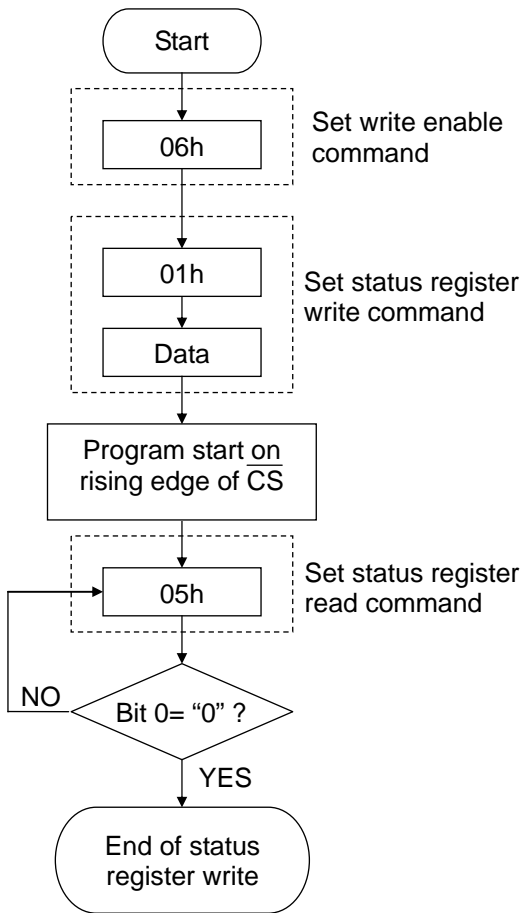 Start
06h
Set write enable
command
01h
Set status register
write command
Data
Program start on
rising edge of C̅S̅
05h
Set status register
read command
NO
Bit 0= “0” ?
YES
End of status
register write